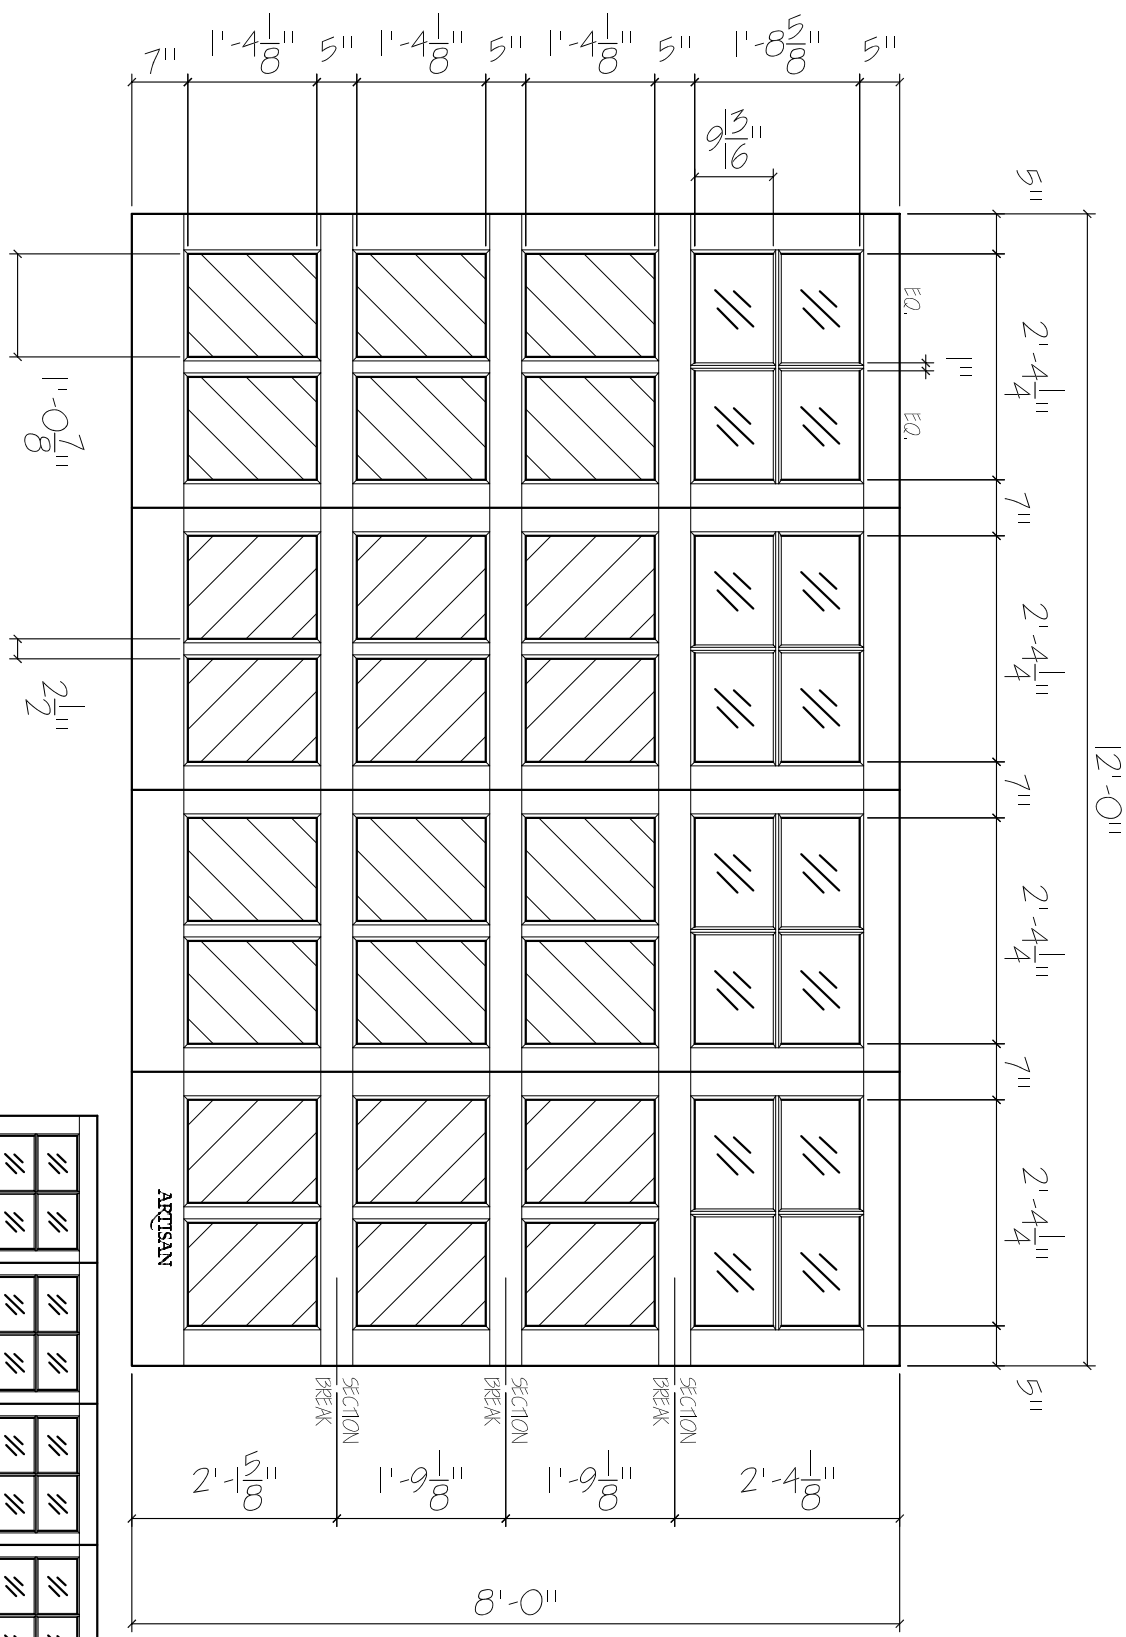 7" 1'-4 1/8" 5" 1'-4 1/8" 5" 1'-4 1/8" 5" 1'-8 5/8" 5"
9 13/16"
5"
2'-4 1/4"
7"
2'-4 1/4"
7"
2'-4 1/4"
7"
2'-4 1/4"
5"
12'-0"
EQ.
1"
EQ.
1'-0 7/8"
2 1/2"
ARTISAN
SECTION
BREAK
SECTION
BREAK
SECTION
BREAK
2'-1 5/8" 1'-9 1/8" 1'-9 1/8" 2'-4 1/8"
8'-0"